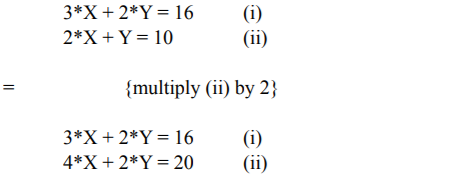 3*X + 2*Y = 16 (i)
2*X + Y = 10 (ii)
= {multiply (ii) by 2}
3*X + 2*Y = 16 (i)
4*X + 2*Y = 20 (ii)